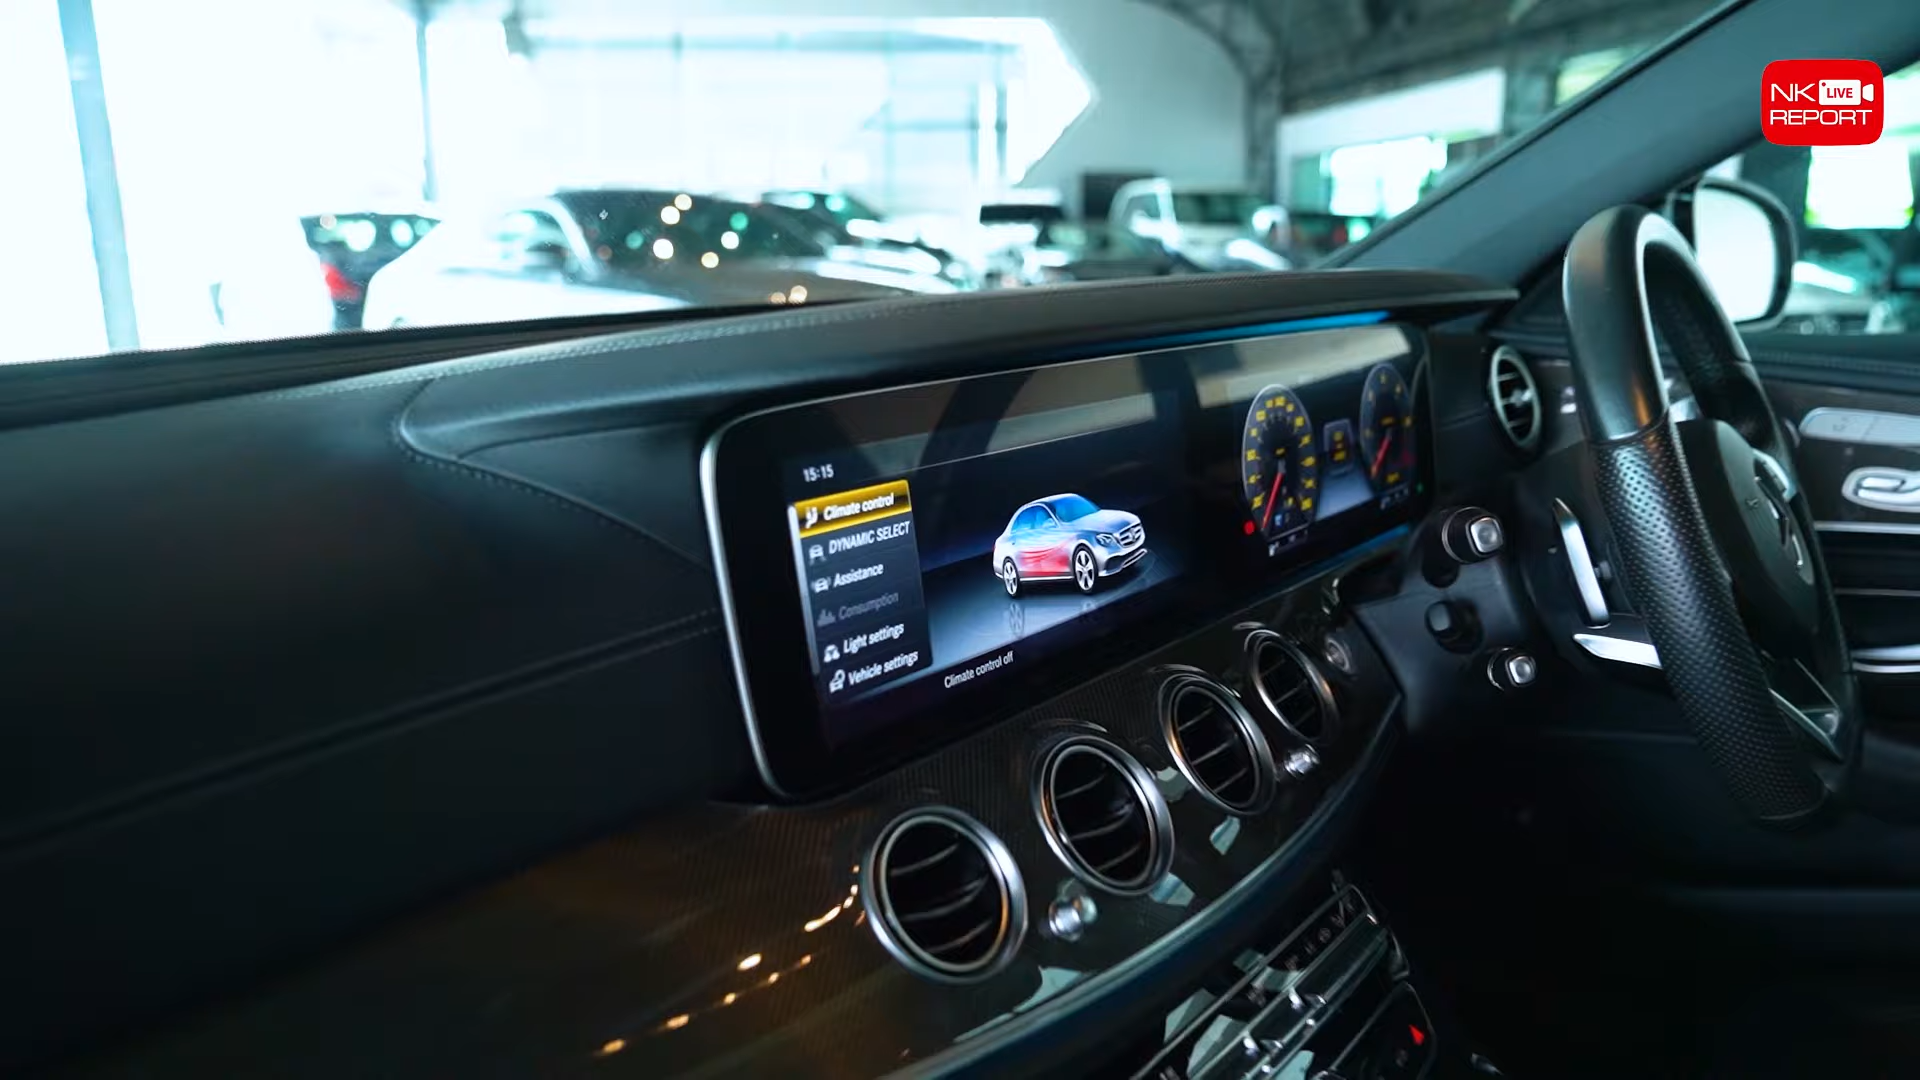 NK LIVE
REPORT
15:15
Climate control
DYNAMIC SELECT
Assistance
Consumption
Light settings
Vehicle settings
Climate control off